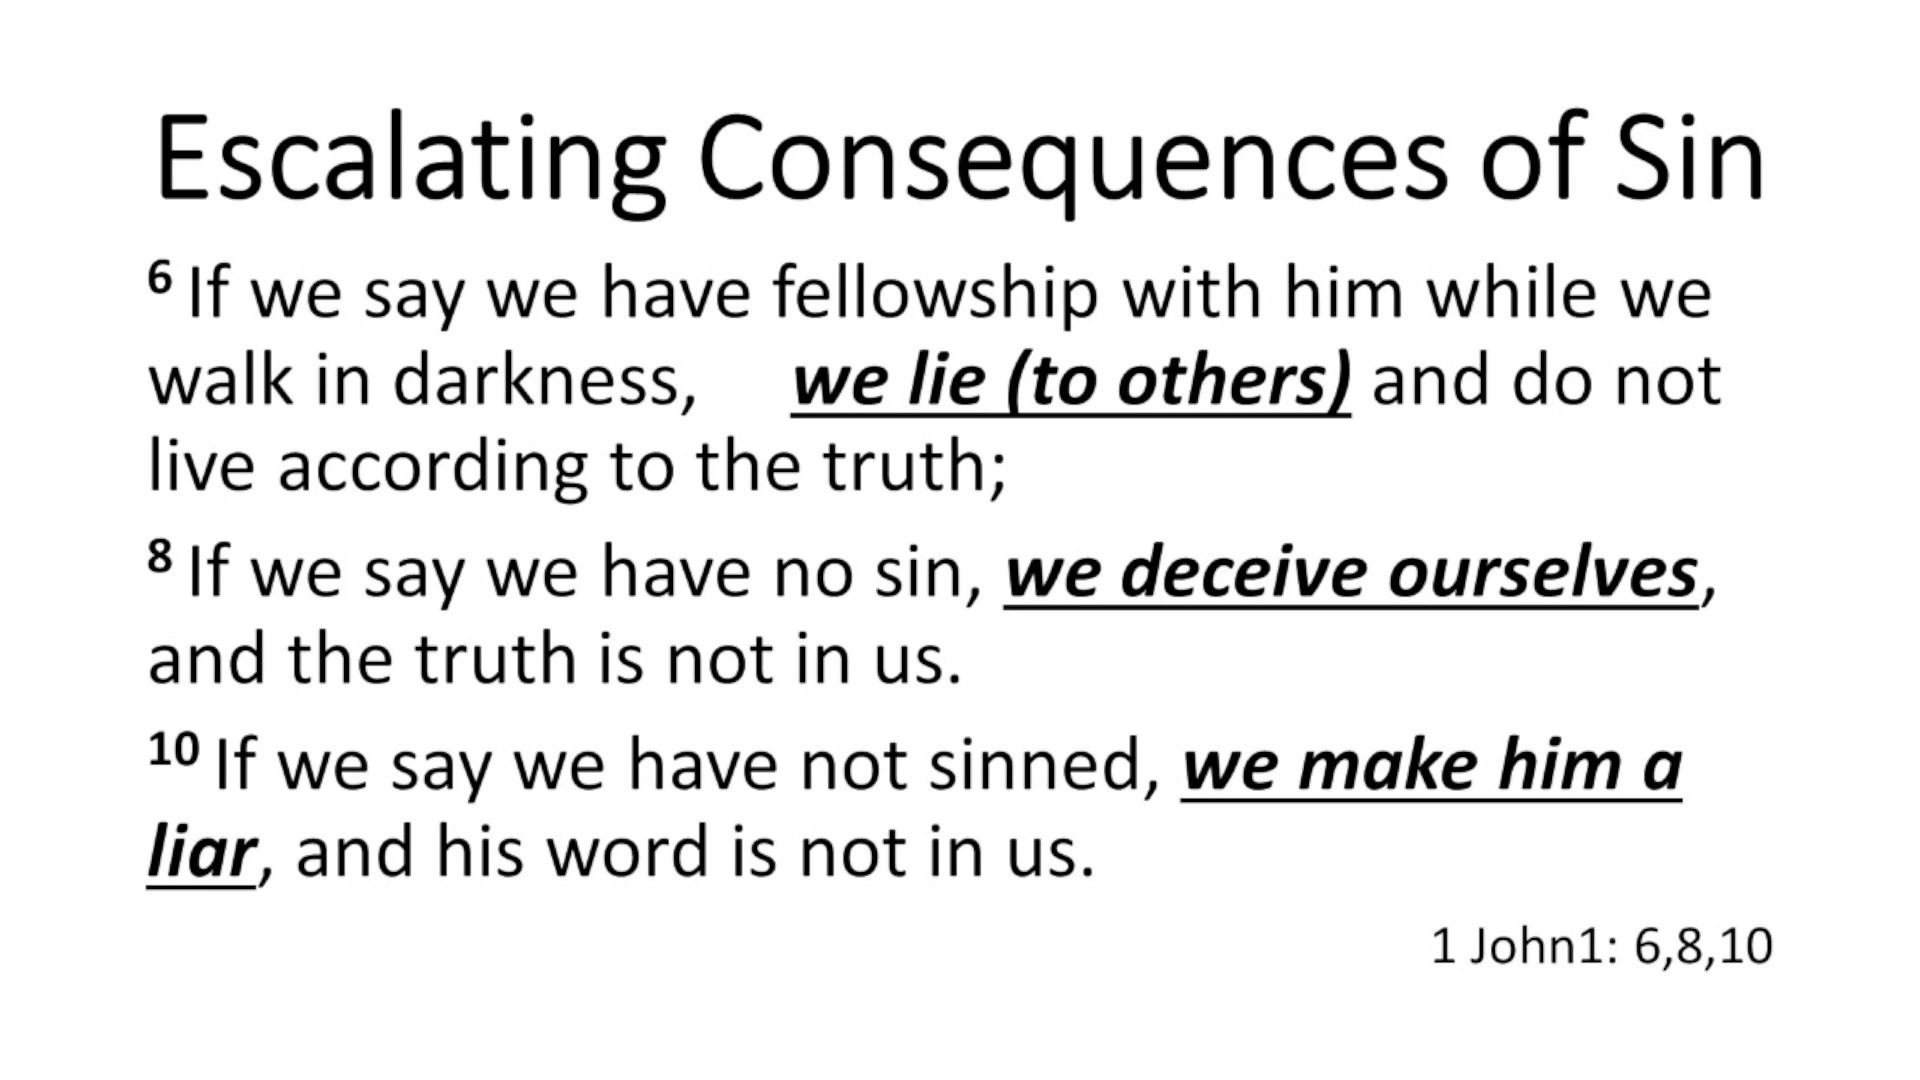 Escalating Consequences of Sin
6 If we say we have fellowship with him while we
walk in darkness, we lie (to others) and do not
live according to the truth;
8 If we say we have no sin, we deceive ourselves,
and the truth is not in us.
10 If we say we have not sinned, we make him a
liar, and his word is not in us.
1 John1: 6,8,10